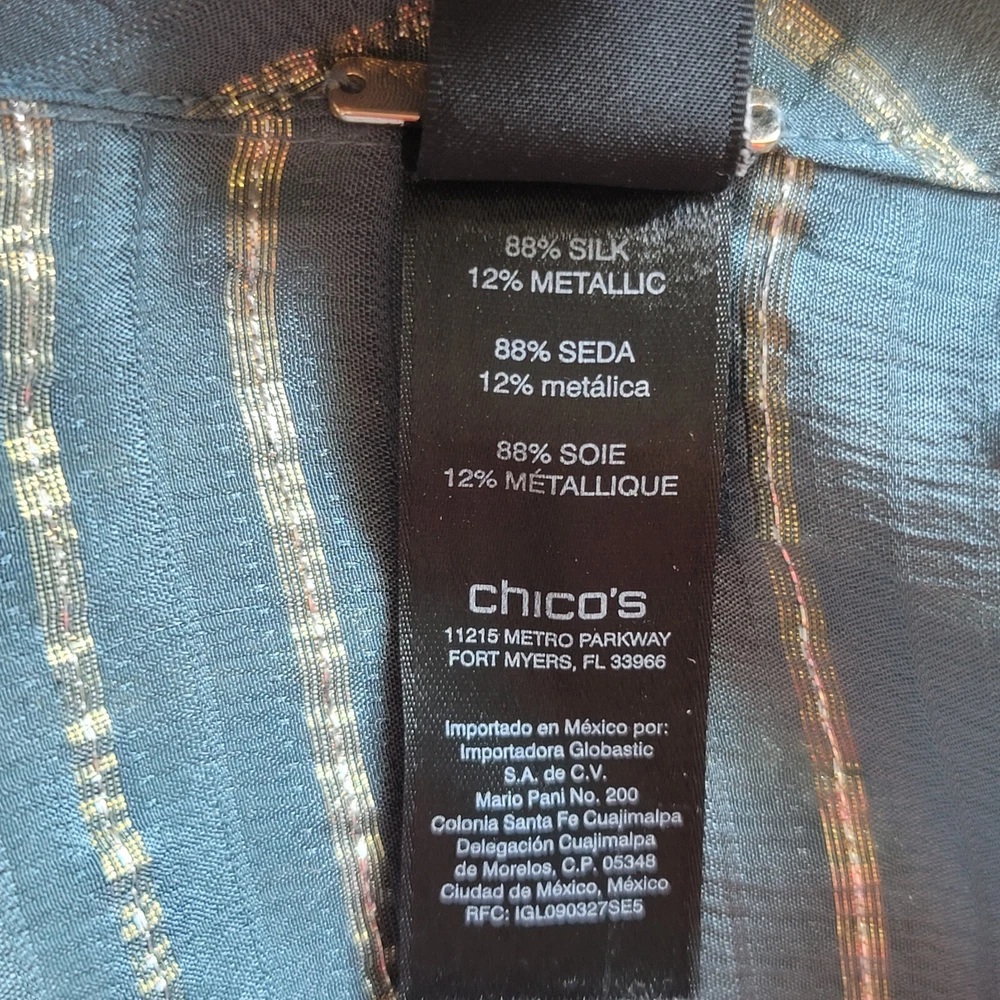 88% SILK
12% METALLIC
88% SEDA
12% metálica
88% SOIE
12% MÉTALLIQUE
chico's
11215 METRO PARKWAY
FORT MYERS, FL 33966
Importado en México por:
Importadora Globastic
S.A. de C.V.
Mario Pani No. 200
Colonia Santa Fe Cuajimalpa
Delegación Cuajimalpa
de Morelos, C.P. 05348
Ciudad de México, México
RFC: IGL090327SE5